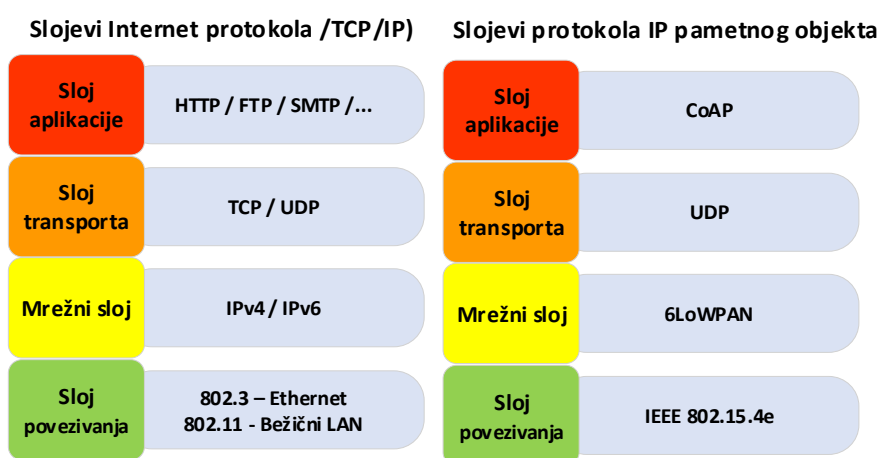 Slojevi Internet protokola /TCP/IP)
Sloj
aplikacije
HTTP / FTP / SMTP /...
Sloj
transporta
TCP / UDP
Mrežni sloj
IPv4 / IPv6
Sloj
povezivanja
802.3 – Ethernet
802.11 - Bežični LAN
Slojevi protokola IP pametnog objekta
Sloj
aplikacije
CoAP
Sloj
transporta
UDP
Mrežni sloj
6LoWPAN
Sloj
povezivanja
IEEE 802.15.4e